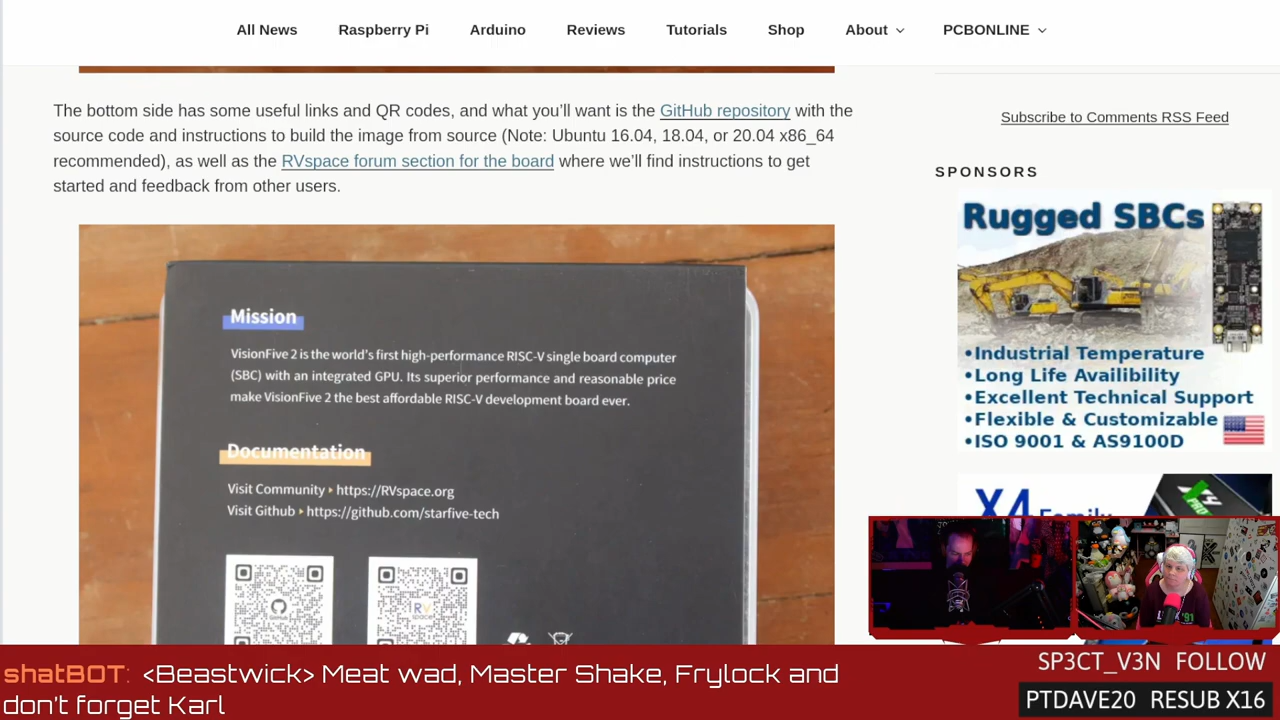 All News Raspberry Pi Arduino Reviews Tutorials Shop About PCBONLINE
The bottom side has some useful links and QR codes, and what you'll want is the GitHub repository with the
source code and instructions to build the image from source (Note: Ubuntu 16.04, 18.04, or 20.04 x86_64
recommended), as well as the RVspace forum section for the board where we'll find instructions to get
started and feedback from other users.
Mission
VisionFive 2 is the world's first high-performance RISC-V single board computer
(SBC) with an integrated GPU. Its superior performance and reasonable price
make VisionFive 2 the best affordable RISC-V development board ever.
Documentation
Visit Community ▸ https://RVspace.org
Visit Github ▸ https://github.com/starfive-tech
GitHub
RV
space
Subscribe to Comments RSS Feed
SPONSORS
Rugged SBCs
•Industrial Temperature
•Long Life Availibility
•Excellent Technical Support
•Flexible & Customizable
•ISO 9001 & AS9100D
X4 Family
shatBOT: <Beastwick> Meat wad, Master Shake, Frylock and
don't forget Karl
SP3CT_V3N FOLLOW
PTDAVE20 RESUB X16